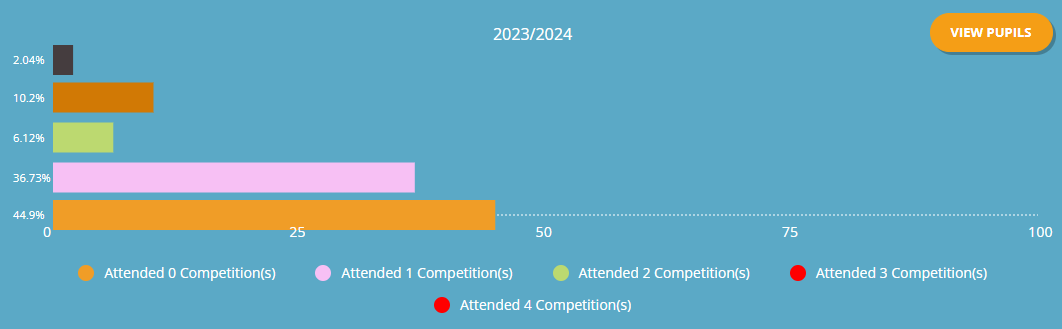 2023/2024
VIEW PUPILS
2.04%
10.2%
6.12%
36.73%
44.9%
0 25 50 75 100
Attended 0 Competition(s) Attended 1 Competition(s) Attended 2 Competition(s) Attended 3 Competition(s)
Attended 4 Competition(s)